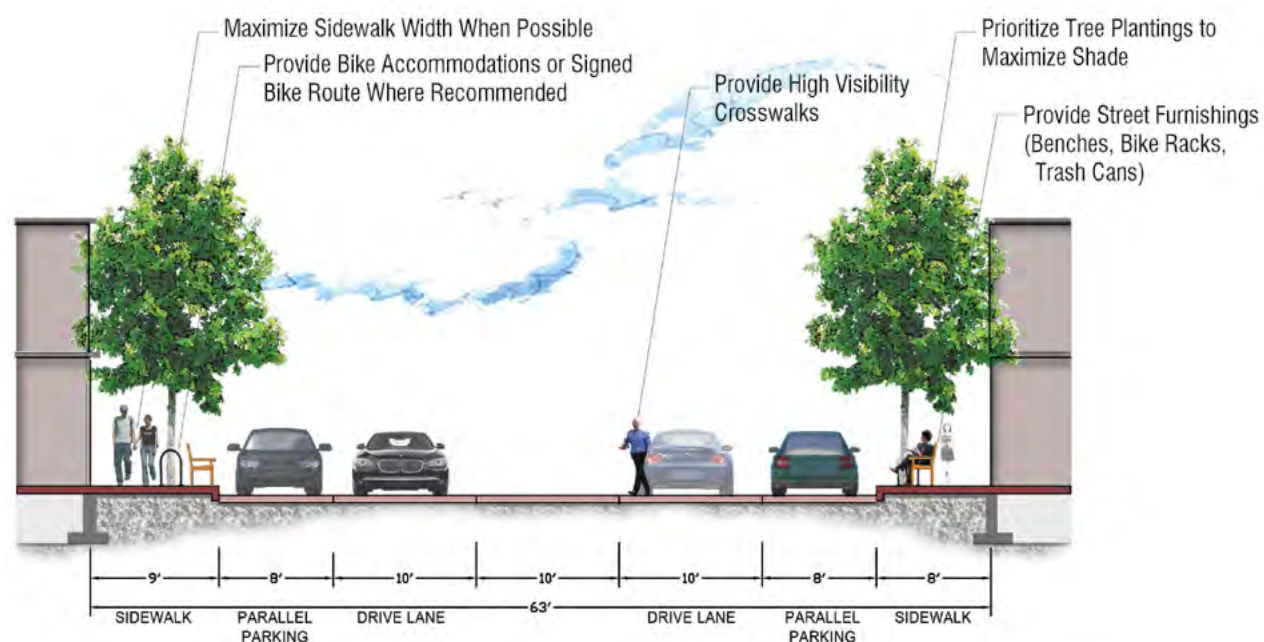 Maximize Sidewalk Width When Possible
Provide Bike Accommodations or Signed
Bike Route Where Recommended
Provide High Visibility
Crosswalks
Prioritize Tree Plantings to
Maximize Shade
Provide Street Furnishings
(Benches, Bike Racks,
Trash Cans)
9' 8' 10' 10' 10' 8' 8'
63'
SIDEWALK PARALLEL PARKING DRIVE LANE DRIVE LANE PARALLEL PARKING SIDEWALK